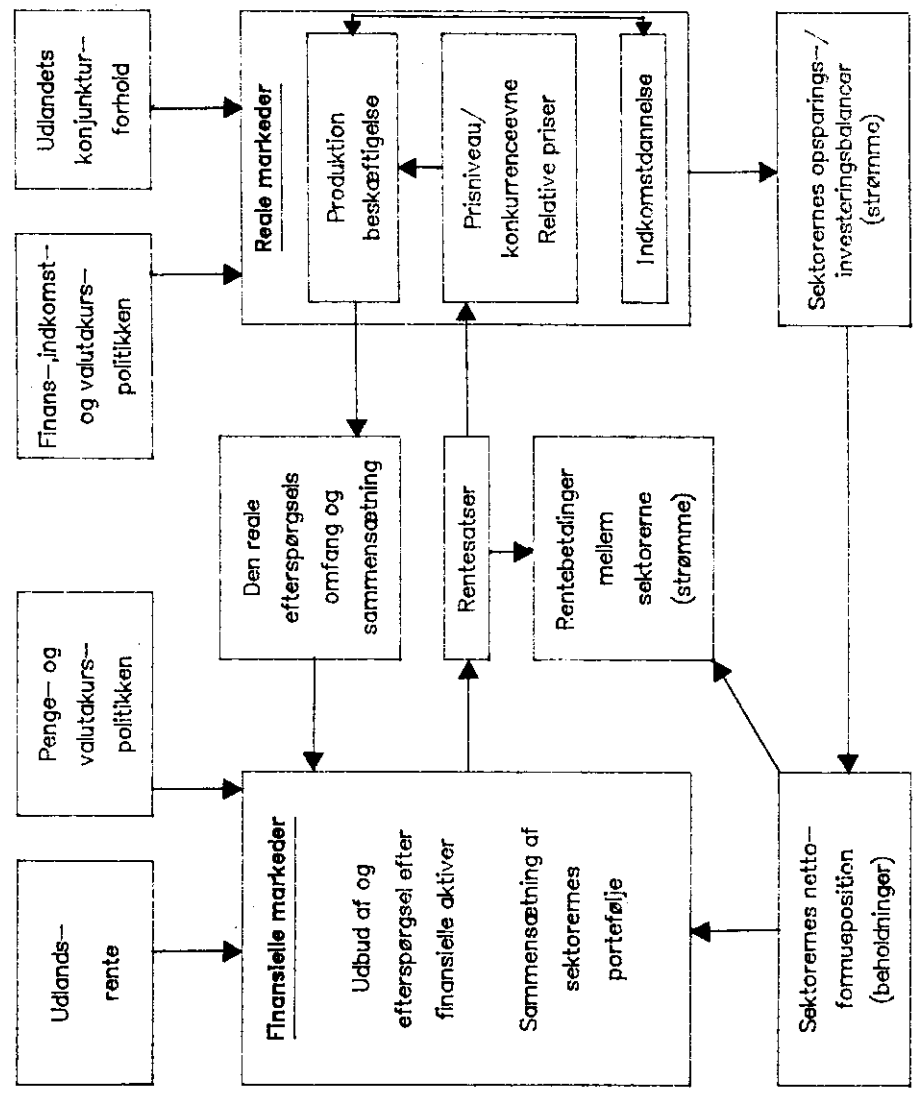 Udlands-
rente
Penge- og
valutakurs-
politikken
Finans-,indkomst-
og valutakurs-
politikken
Udlandets
konjunktur-
forhold
Finansielle markeder
Udbud af og
efterspørgsel efter
finansielle aktiver
Sammensætning af
sektorernes
portefølje
Den reale
efterspørgsels
omfang og
sammensætning
Rentesatser
Rentebetalinger
mellem
sektorerne
(strømme)
Reale markeder
Produktion
beskæftigelse
Prisniveau/
konkurrenceevne
Relative priser
Indkomstdannelse
Sektorernes netto-
formueposition
(beholdninger)
Sektorernes opsparings-/
investeringsbalancer
(strømme)